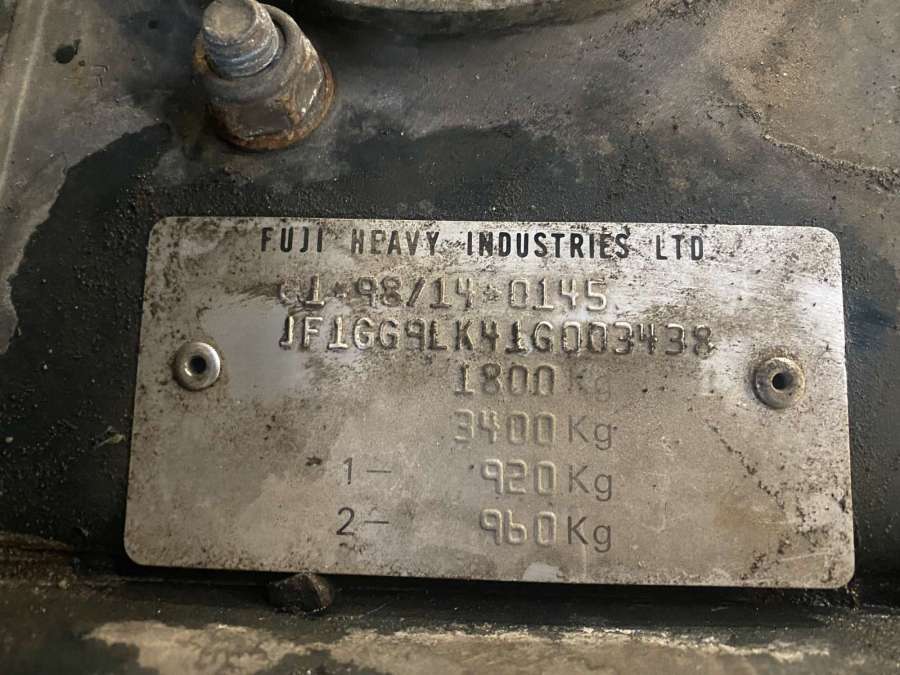 FUJI HEAVY INDUSTRIES LTD
e1*98/14*0145
JF1GG9LK41G003438
1800 Kg
3400 Kg
1- 920 Kg
2- 960 Kg